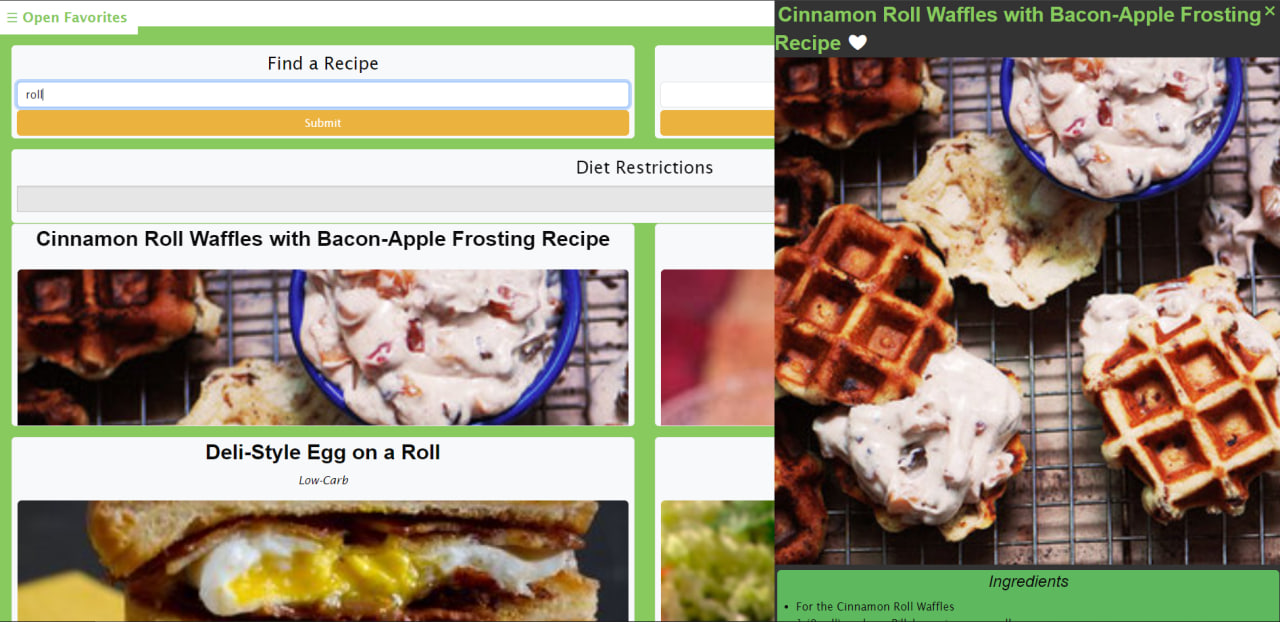 ☰ Open Favorites
Find a Recipe
roll
Submit
Diet Restrictions
Cinnamon Roll Waffles with Bacon-Apple Frosting Recipe
Deli-Style Egg on a Roll
Low-Carb
Cinnamon Roll Waffles with Bacon-Apple Frosting ×
Recipe
Ingredients
• For the Cinnamon Roll Waffles